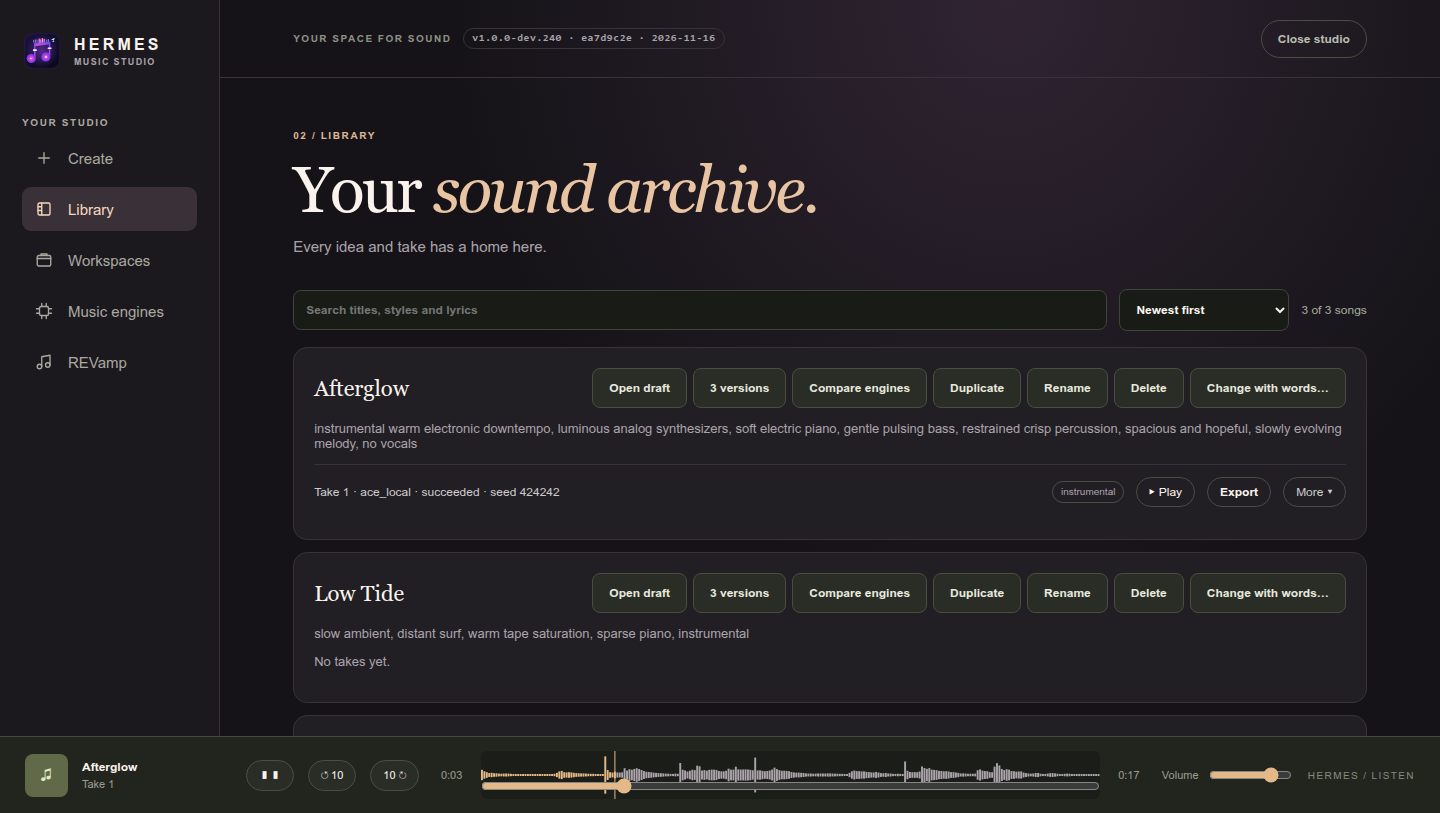 HERMES
MUSIC STUDIO
YOUR STUDIO
Create
Library
Workspaces
Music engines
REVamp
YOUR SPACE FOR SOUND
v1.0.0-dev.240 · ea7d9c2e · 2026-11-16
Close studio
02 / LIBRARY
Your sound archive.
Every idea and take has a home here.
Search titles, styles and lyrics
Newest first
3 of 3 songs
Afterglow
Open draft
3 versions
Compare engines
Duplicate
Rename
Delete
Change with words...
instrumental warm electronic downtempo, luminous analog synthesizers, soft electric piano, gentle pulsing bass, restrained crisp percussion, spacious and hopeful, slowly evolving
melody, no vocals
Take 1 · ace_local · succeeded · seed 424242
instrumental
Play
Export
More
Low Tide
Open draft
3 versions
Compare engines
Duplicate
Rename
Delete
Change with words...
slow ambient, distant surf, warm tape saturation, sparse piano, instrumental
No takes yet.
Afterglow
Take 1
10
10
0:03
0:17
Volume
HERMES / LISTEN